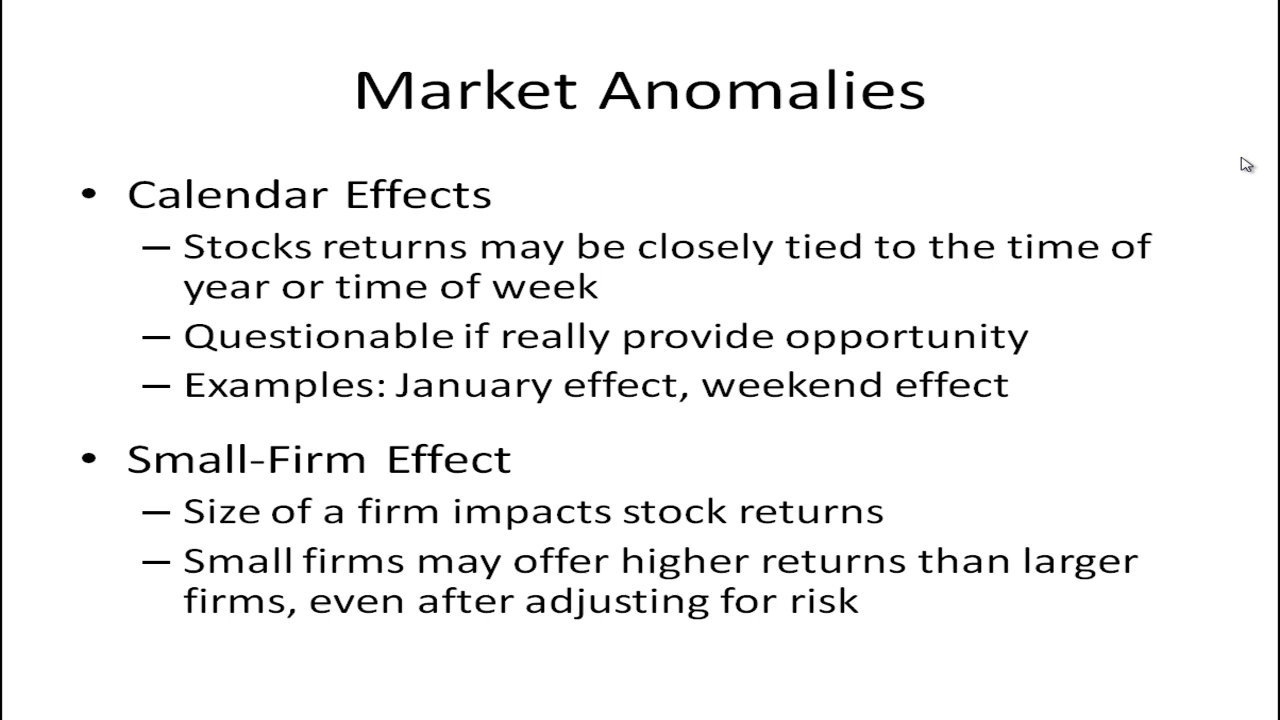 Market Anomalies
• Calendar Effects
– Stocks returns may be closely tied to the time of
year or time of week
– Questionable if really provide opportunity
– Examples: January effect, weekend effect
• Small-Firm Effect
– Size of a firm impacts stock returns
– Small firms may offer higher returns than larger
firms, even after adjusting for risk